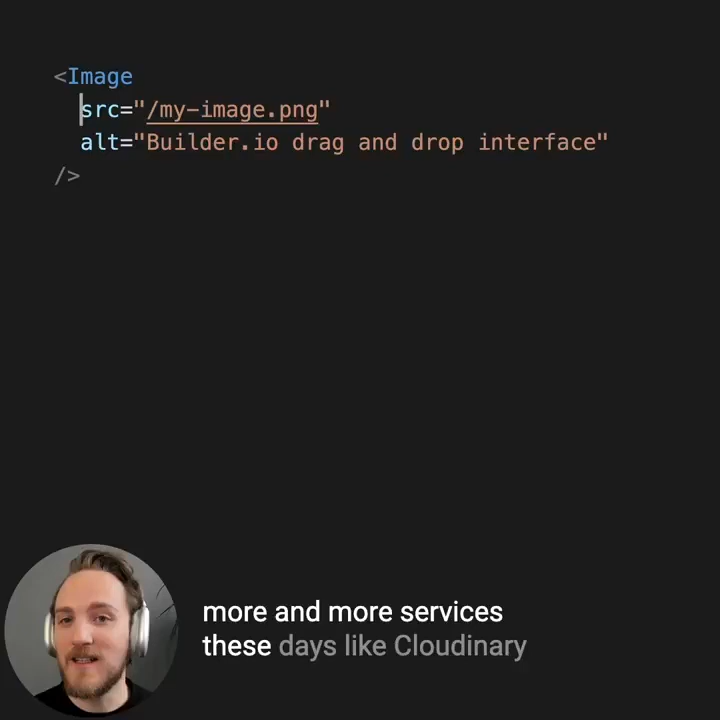 <Image
src="/my-image.png"
alt="Builder.io drag and drop interface"
/>
more and more services
these days like Cloudinary